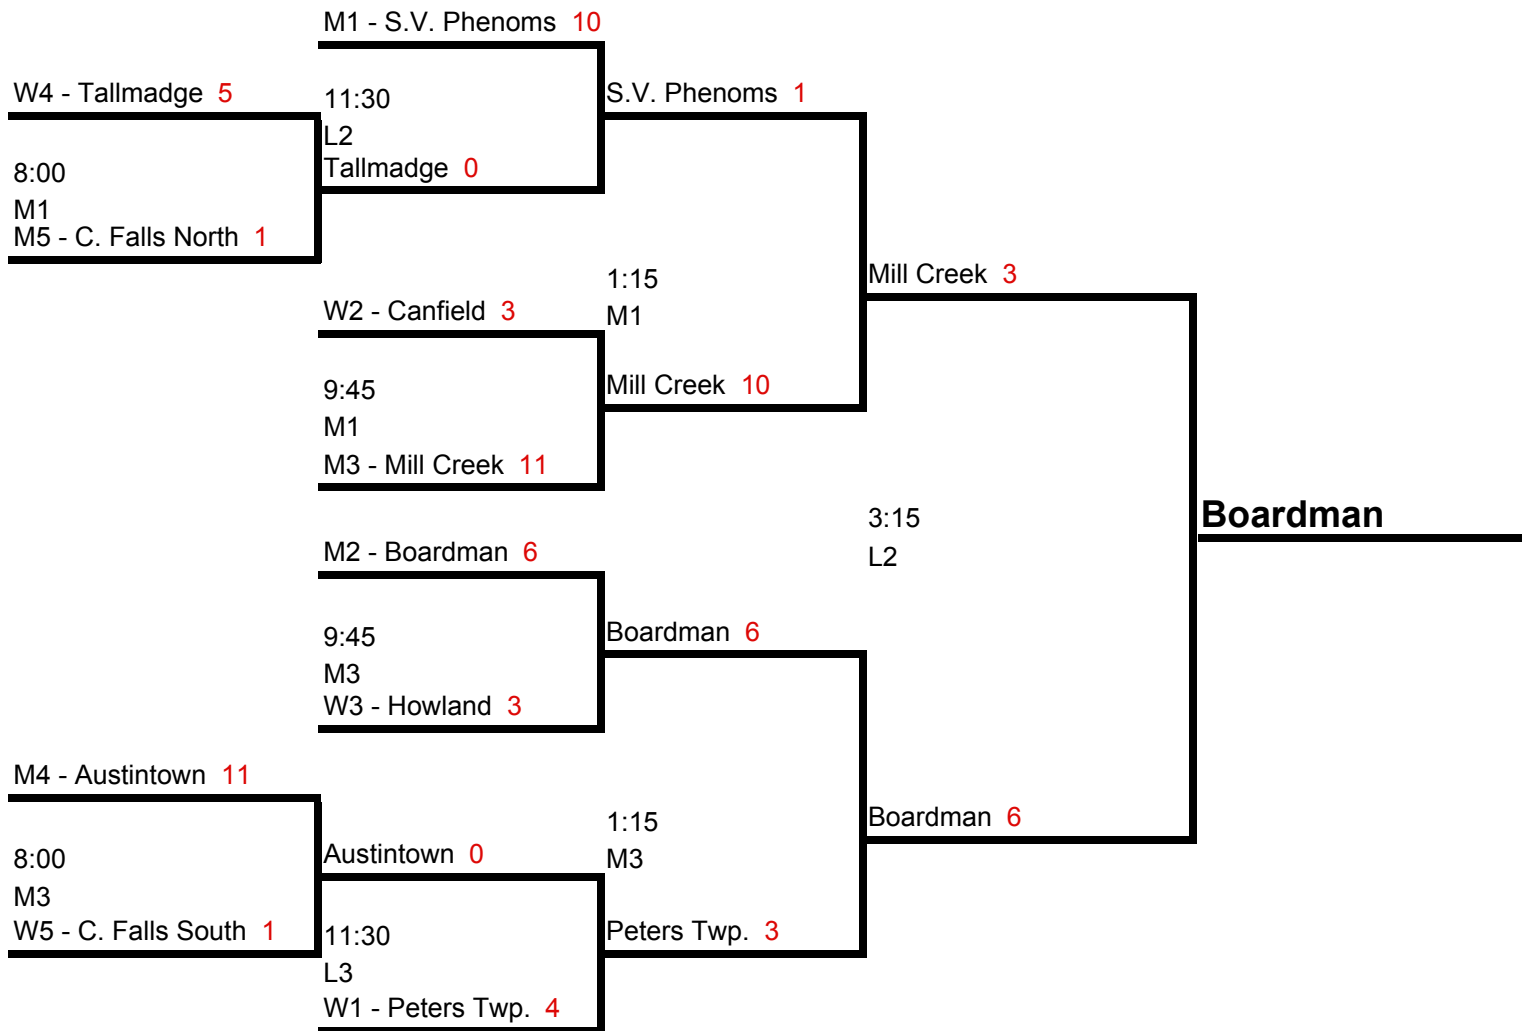 M1 - S.V. Phenoms 10
W4 - Tallmadge 5
11:30
L2
S.V. Phenoms 1
8:00
M1
Tallmadge 0
M5 - C. Falls North 1
W2 - Canfield 3
1:15
M1
Mill Creek 3
9:45
M1
Mill Creek 10
M3 - Mill Creek 11
3:15
L2
Boardman
M2 - Boardman 6
9:45
M3
Boardman 6
W3 - Howland 3
M4 - Austintown 11
1:15
M3
Boardman 6
8:00
M3
Austintown 0
W5 - C. Falls South 1
11:30
L3
Peters Twp. 3
W1 - Peters Twp. 4